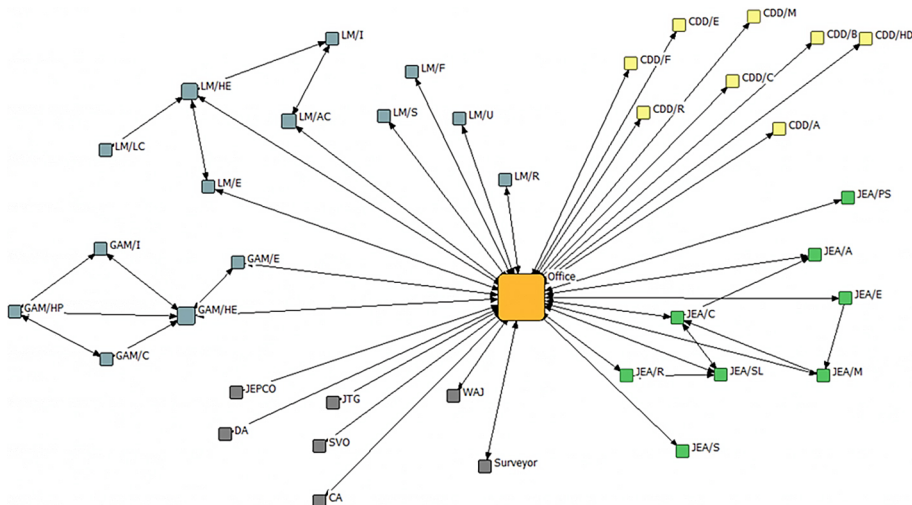 CDD/E
CDD/M
CDD/B
CDD/HD
LM/I
CDD/F
LM/F
CDD/C
LM/HE
LM/S
LM/U
CDD/R
LM/AC
CDD/A
LM/LC
LM/E
LM/R
JEA/PS
GAM/I
JEA/A
GAM/E
Office
JEA/E
GAM/HP
GAM/HE
JEA/C
GAM/C
JEA/R
JEA/SL
JEA/M
JEPCO
JTG
WAJ
DA
SVO
JEA/S
Surveyor
CA